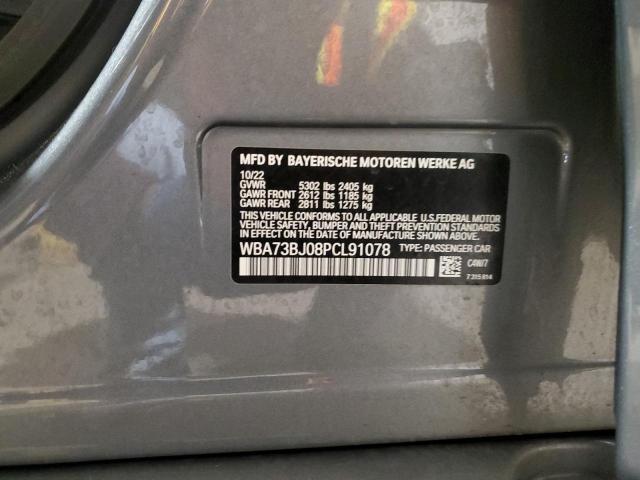 MFD BY BAYERISCHE MOTOREN WERKE AG
10/22
GVWR 5302 lbs 2405 kg
GAWR FRONT 2612 lbs 1185 kg
GAWR REAR 2811 lbs 1275 kg
THIS VEHICLE CONFORMS TO ALL APPLICABLE U.S.FEDERAL MOTOR
VEHICLE SAFETY, BUMPER AND THEFT PREVENTION STANDARDS
IN EFFECT ON THE DATE OF MANUFACTURE SHOWN ABOVE.
WBA73BJ08PCL91078 TYPE: PASSENGER CAR
C4W/7
7 315 814